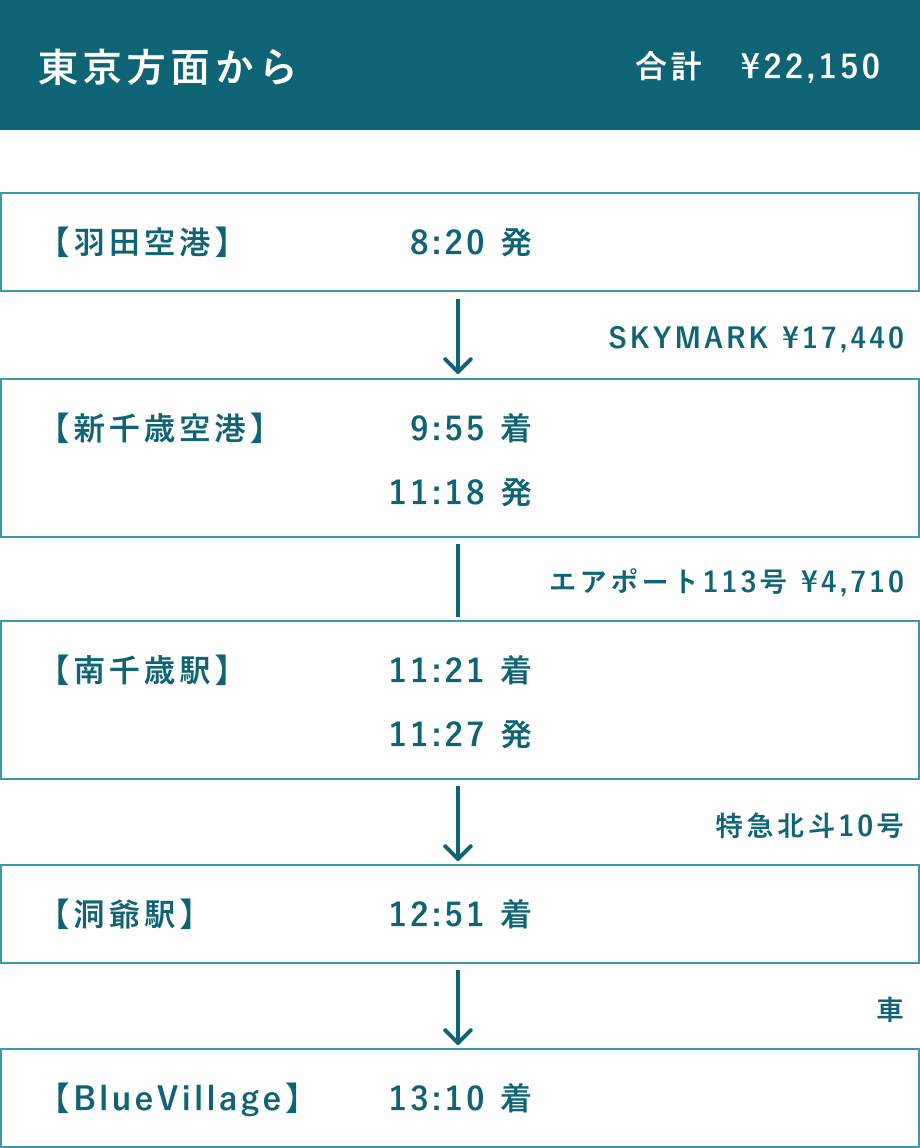 東京方面から 合計 ¥22,150
【羽田空港】 8:20 発
SKYMARK ¥17,440
【新千歳空港】 9:55 着
11:18 発
エアポート113号 ¥4,710
【南千歳駅】 11:21 着
11:27 発
特急北斗10号
【洞爺駅】 12:51 着
車
【BlueVillage】 13:10 着